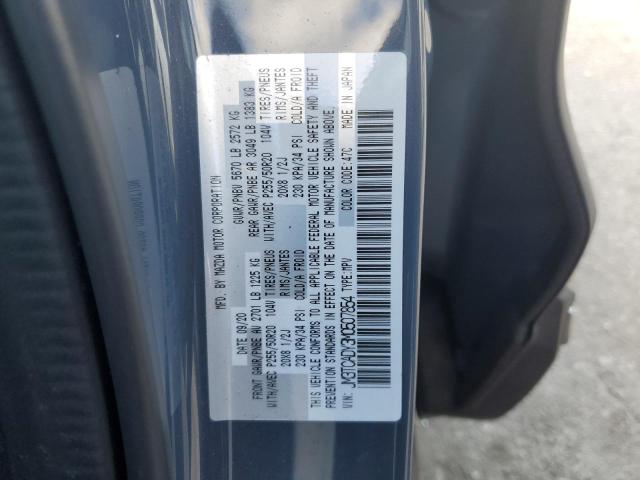 MFD. BY MAZDA MOTOR CORPORATION
DATE 09/20 GVWR/PNBV 5670 LB 2572 KG
FRONT GAWR/PNBE AV 2701 LB 1225 KG REAR GAWR/PNBE AR 3049 LB 1383 KG
WITH/AVEC P255/50R20 104V TIRES/PNEUS WITH/AVEC P255/50R20 104V TIRES/PNEUS
20X8 1/2J RIMS/JANTES 20X8 1/2J RIMS/JANTES
230 KPA/34 PSI COLD/A FROID 230 KPA/34 PSI COLD/A FROID
THIS VEHICLE CONFORMS TO ALL APPLICABLE FEDERAL MOTOR VEHICLE SAFETY AND THEFT
PREVENTION STANDARDS IN EFFECT ON THE DATE OF MANUFACTURE SHOWN ABOVE.
VIN: JM3TCADY3M0507854 TYPE:MPV COLOR CODE:47C MADE IN JAPAN